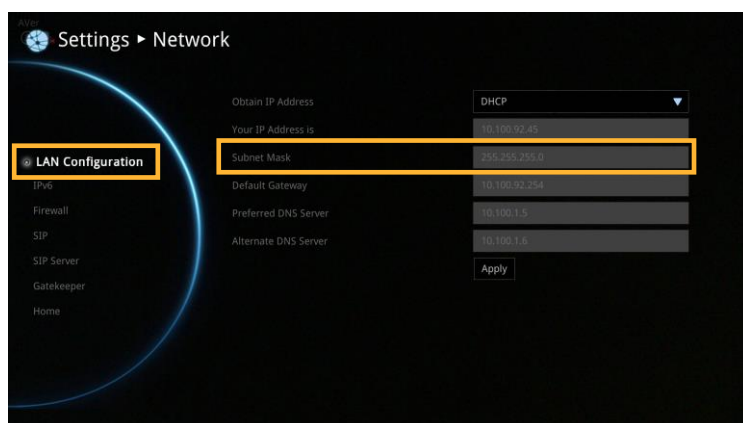 AVer
Settings ► Network
Obtain IP Address DHCP ▼
Your IP Address is 10.100.92.45
LAN Configuration
Subnet Mask 255.255.255.0
IPv6
Default Gateway 10.100.92.254
Firewall
Preferred DNS Server 10.100.1.5
SIP
Alternate DNS Server 10.100.1.6
SIP Server
Apply
Gatekeeper
Home